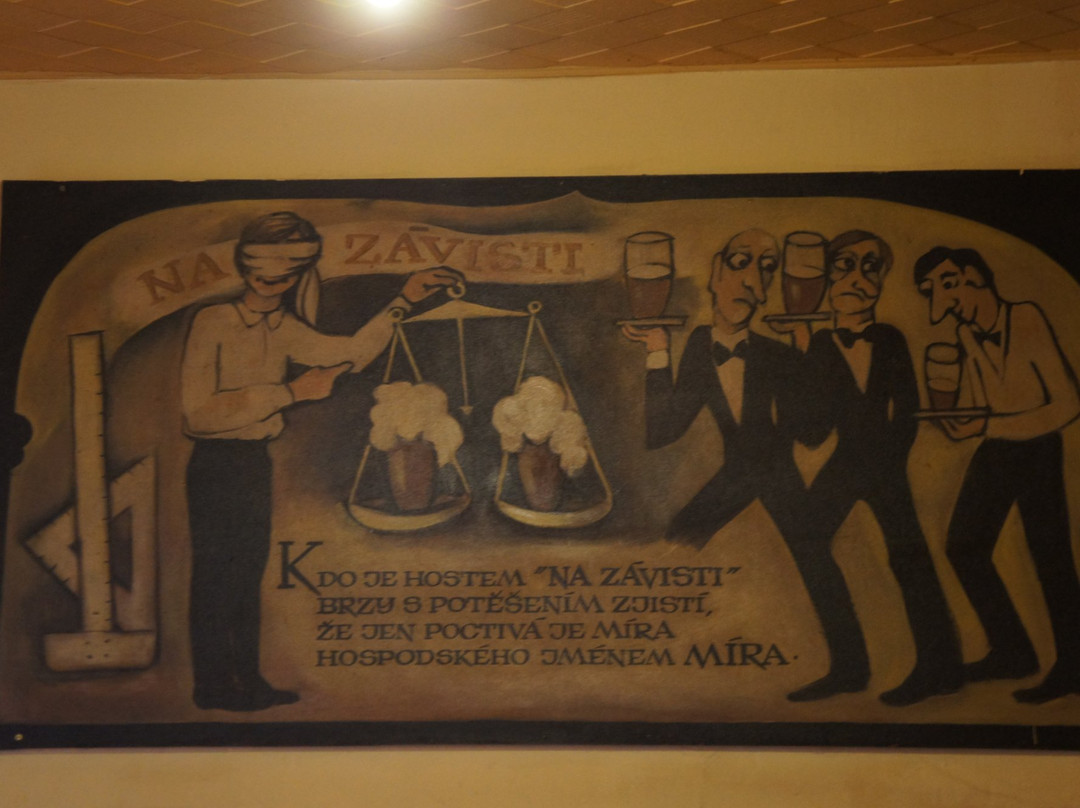 NA ZÁVISTI
KDO JE HOSTEM "NA ZÁVISTI"
BRZY S POTĚŠENÍM ZJISTÍ,
ŽE JEN POCTIVÁ JE MÍRA
HOSPODSKÉHO JMÉNEM MÍRA.